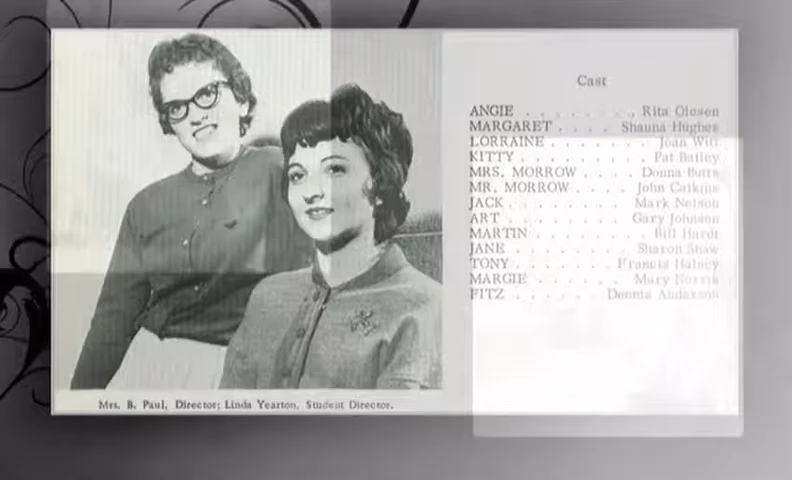 Cast
ANGIE . . . . . . . . , Rita Olosen
MARGARET . . . . Shauna Hughes
LORRAINE . . . . . . . Joan Witt
KITTY . . . . . . . . . Pat Bailey
MRS. MORROW . . . . Donna Butts
MR. MORROW . . . . John Calkins
JACK . . . . . . . . Mark Nelson
ART . . . . . . . . Gary Johnson
MARTIN . . . . . . . . Bill Hardt
JANE . . . . . . . . Sharon Shaw
TONY . . . . . . . Francis Halsey
MARGIE . . . . . . Mary Norris
FITZ . . . . . . Dennis Anderson
Mrs. B. Paul, Director; Linda Yearton, Student Director.